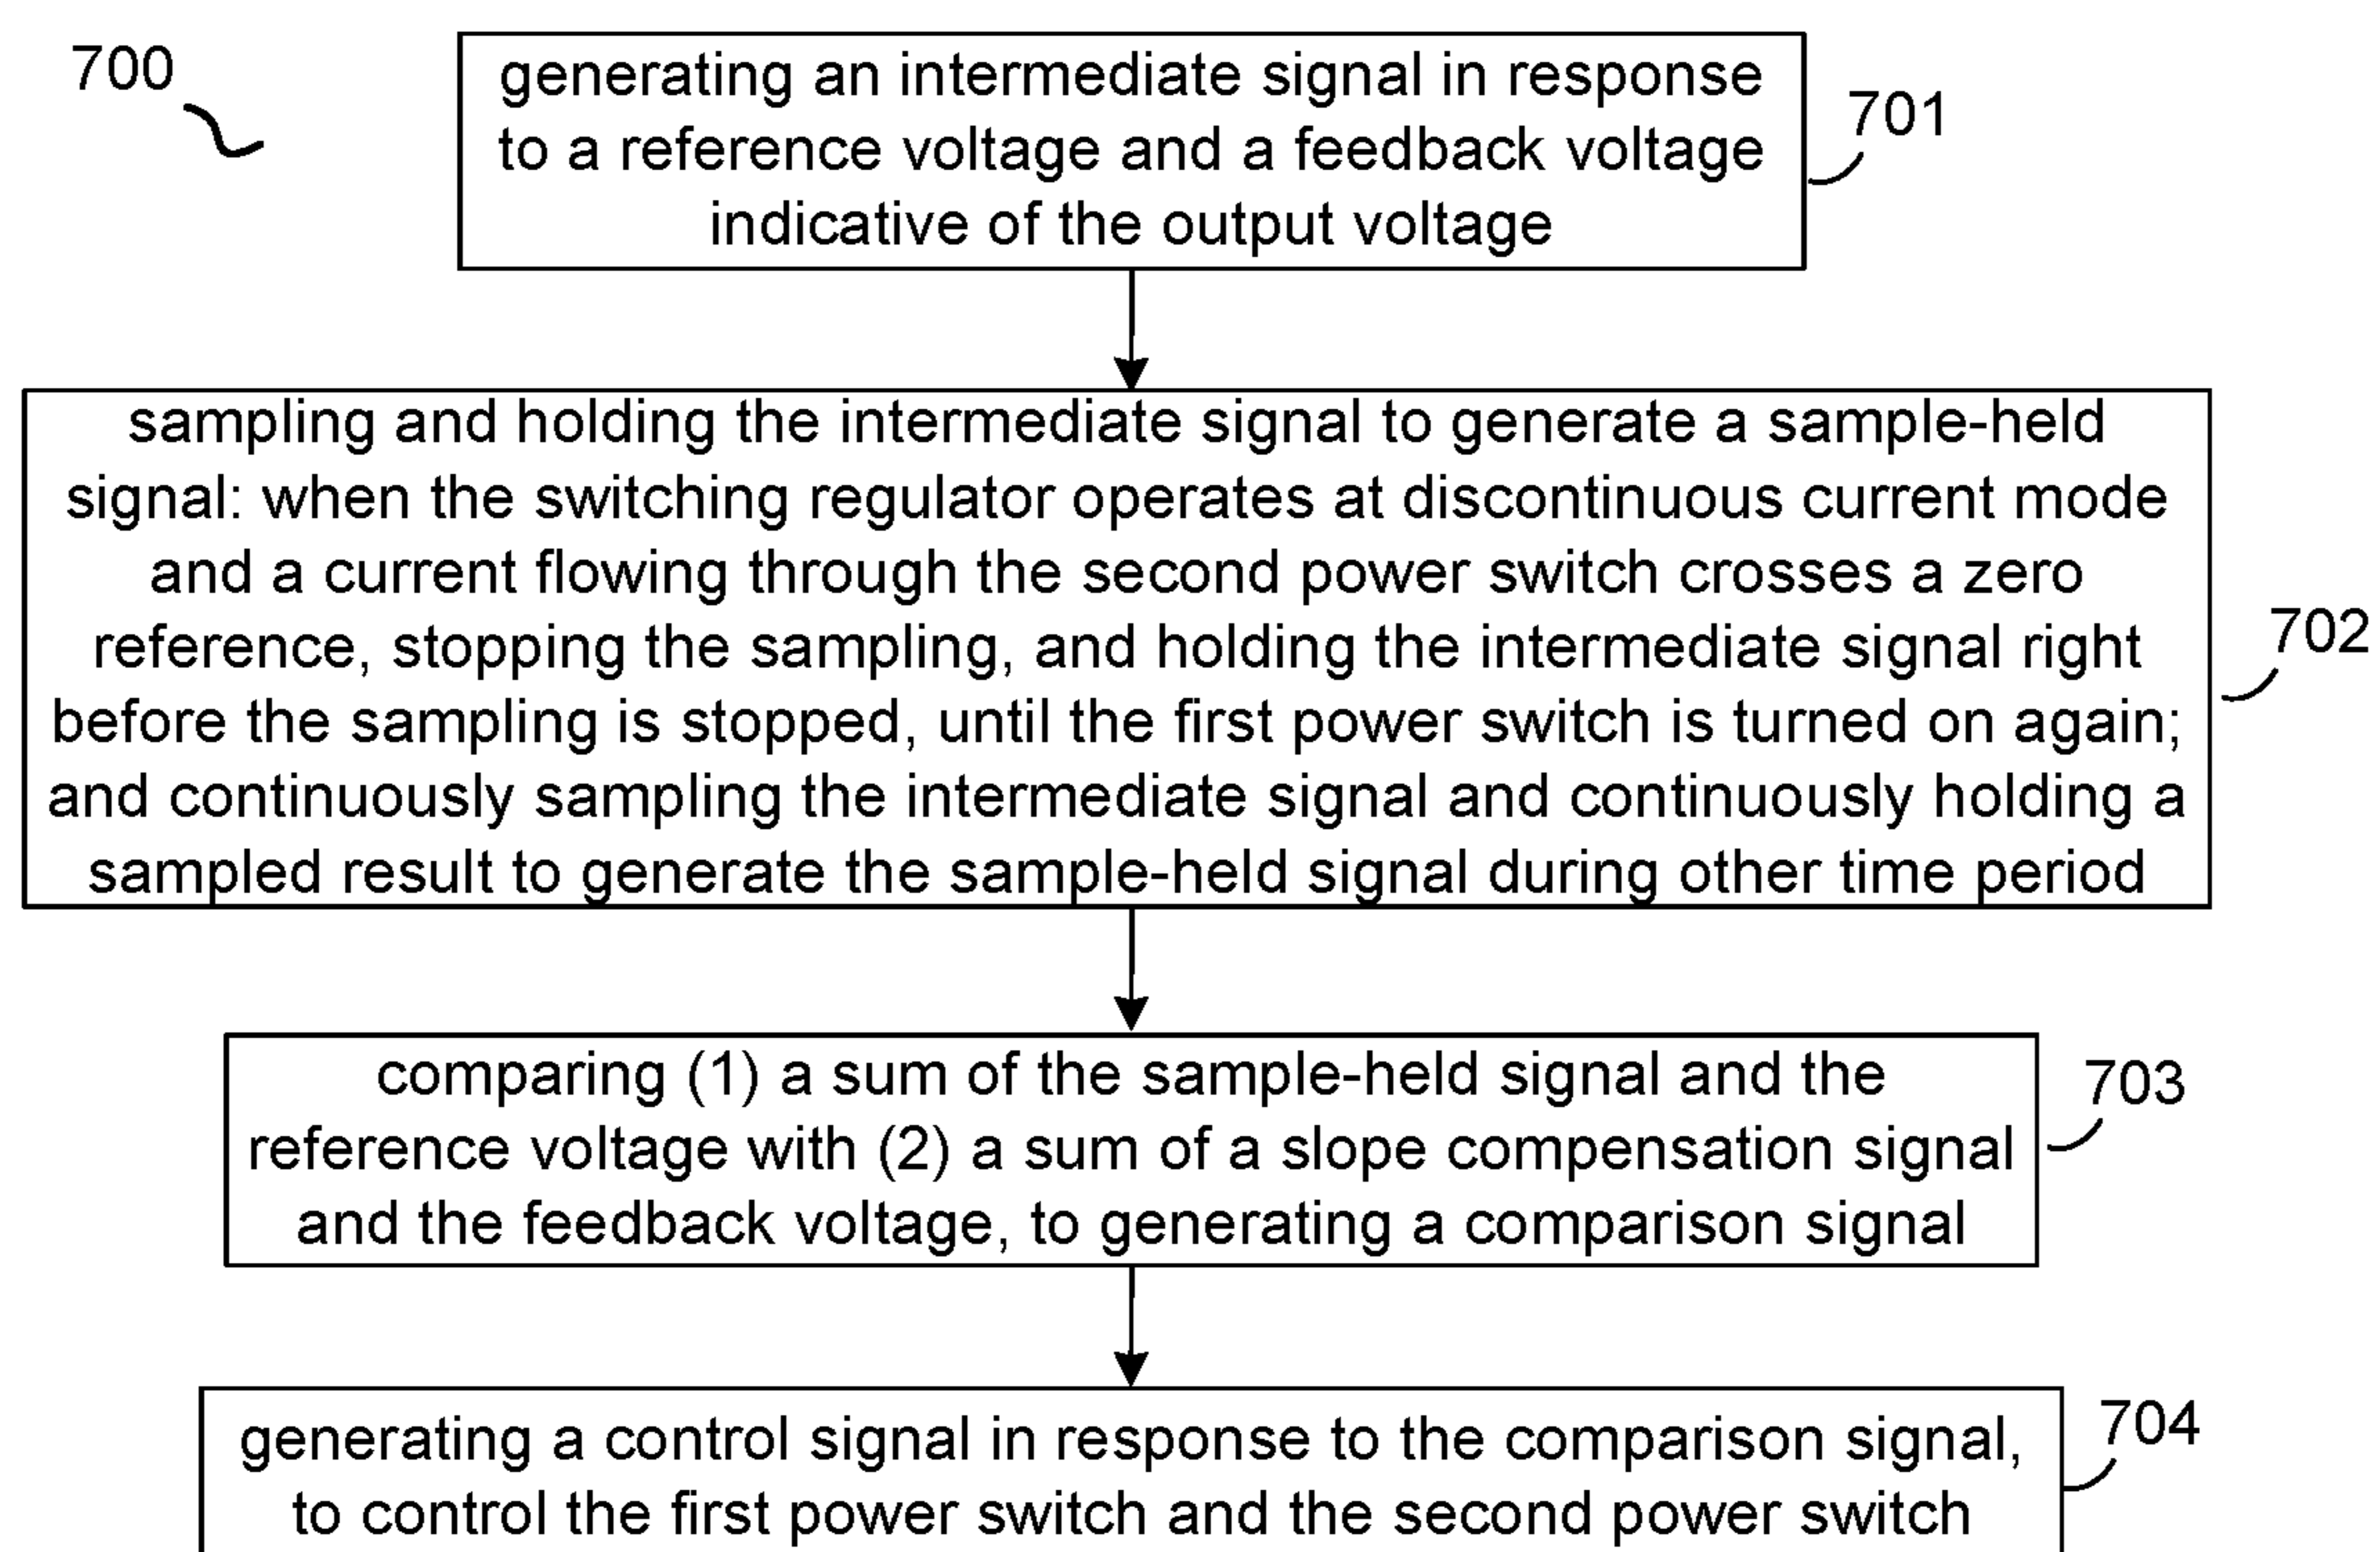 700
generating an intermediate signal in response
to a reference voltage and a feedback voltage
indicative of the output voltage
701
sampling and holding the intermediate signal to generate a sample-held
signal: when the switching regulator operates at discontinuous current mode
and a current flowing through the second power switch crosses a zero
reference, stopping the sampling, and holding the intermediate signal right
before the sampling is stopped, until the first power switch is turned on again;
and continuously sampling the intermediate signal and continuously holding a
sampled result to generate the sample-held signal during other time period
702
comparing (1) a sum of the sample-held signal and the
reference voltage with (2) a sum of a slope compensation signal
and the feedback voltage, to generating a comparison signal
703
generating a control signal in response to the comparison signal,
to control the first power switch and the second power switch
704